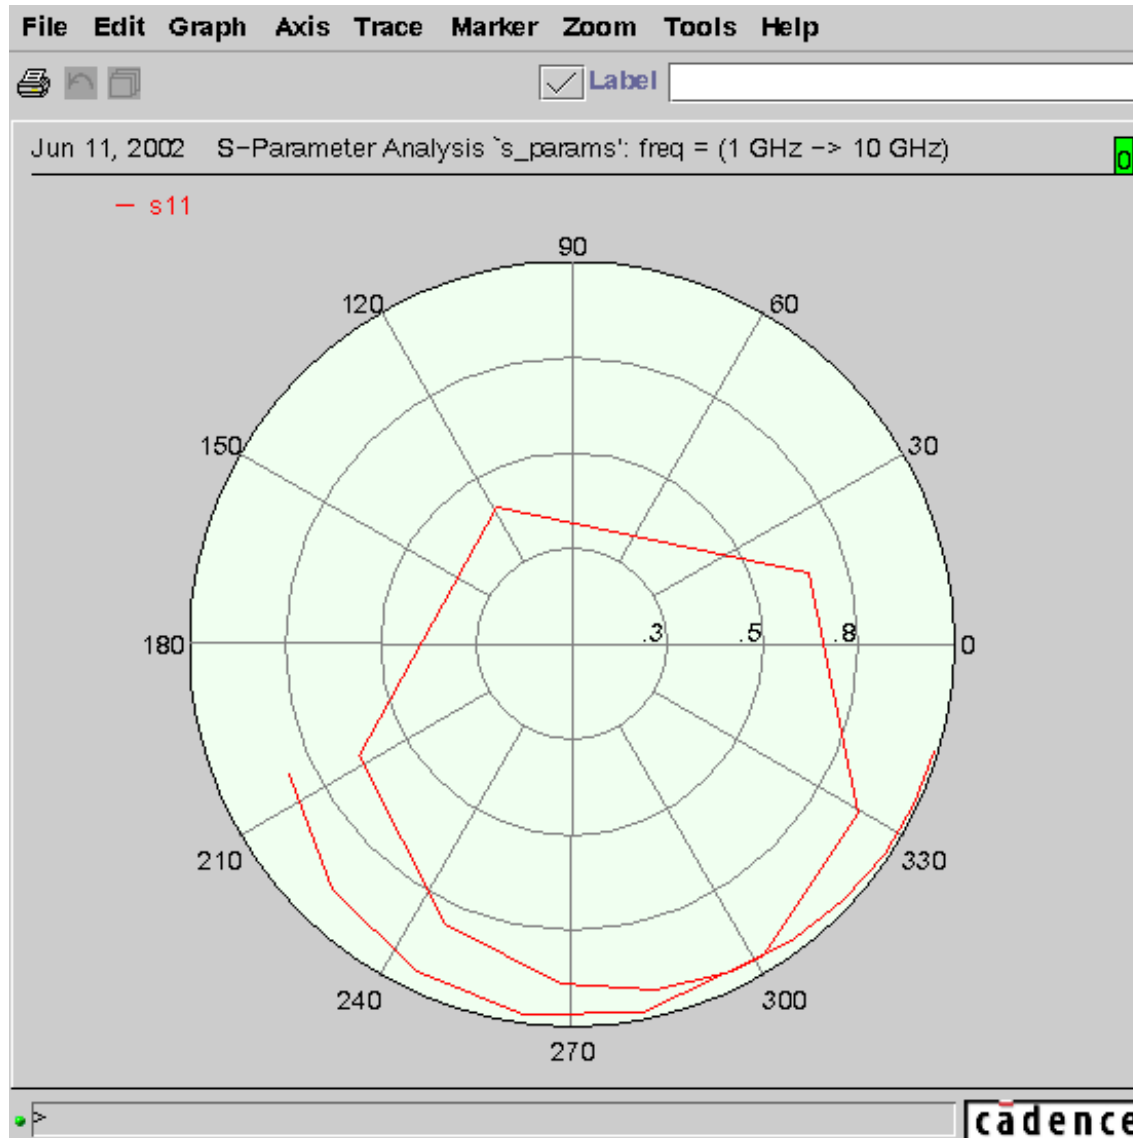 File Edit Graph Axis Trace Marker Zoom Tools Help
Label
Jun 11, 2002 S-Parameter Analysis `s_params': freq = (1 GHz -> 10 GHz)
0
s11
90
120 60
150 30
.3 .5 .8
180 0
210 330
240 300
270
>
cadence